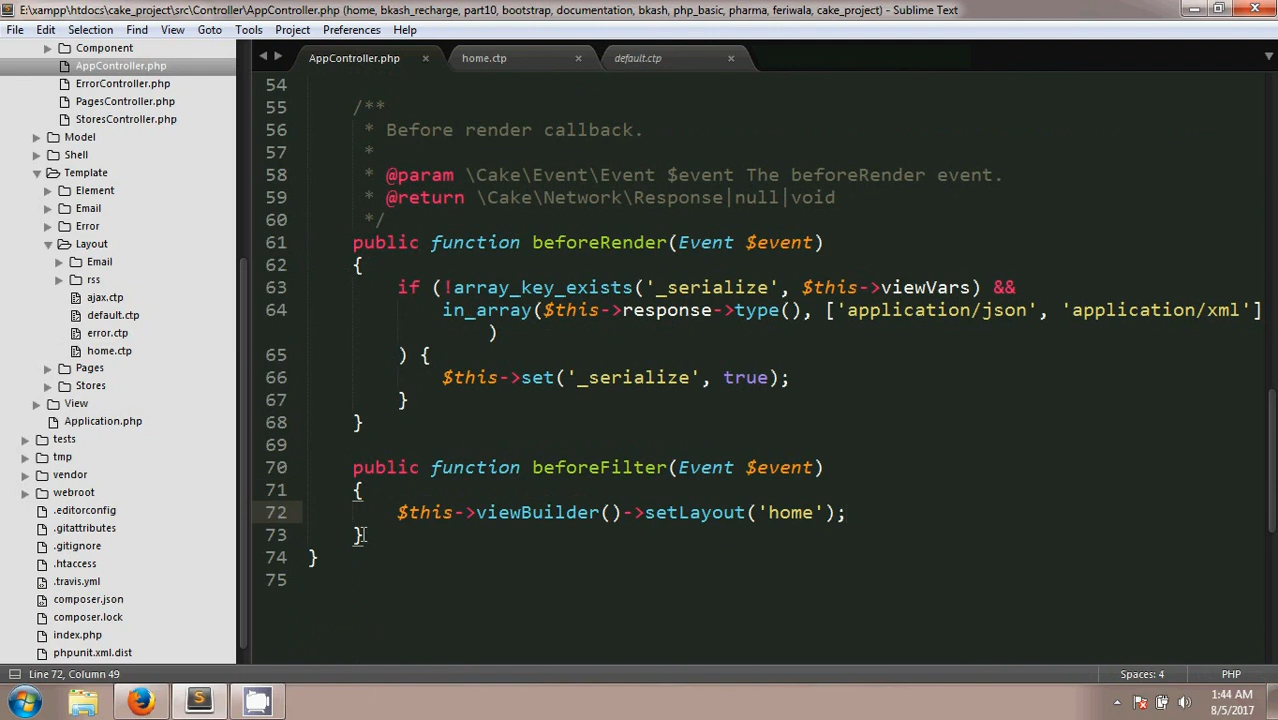 E:\xampp\htdocs\cake_project\src\Controller\AppController.php (home, bkash_recharge, part10, bootstrap, documentation, bkash, php_basic, pharma, feriwala, cake_project) - Sublime Text
File Edit Selection Find View Goto Tools Project Preferences Help
Component
AppController.php
ErrorController.php
PagesController.php
StoresController.php
Model
Shell
Template
Element
Email
Error
Layout
Email
rss
ajax.ctp
default.ctp
error.ctp
home.ctp
Pages
Stores
View
Application.php
tests
tmp
vendor
webroot
.editorconfig
.gitattributes
.gitignore
.htaccess
.travis.yml
composer.json
composer.lock
index.php
phpunit.xml.dist
AppController.php home.ctp default.ctp
54
55 /**
56 * Before render callback.
57 *
58 * @param \Cake\Event\Event $event The beforeRender event.
59 * @return \Cake\Network\Response|null|void
60 */
61 public function beforeRender(Event $event)
62 {
63 if (!array_key_exists('_serialize', $this->viewVars) &&
64 in_array($this->response->type(), ['application/json', 'application/xml']
)
65 ) {
66 $this->set('_serialize', true);
67 }
68 }
69
70 public function beforeFilter(Event $event)
71 {
72 $this->viewBuilder()->setLayout('home');
73 }
74 }
75
Line 72, Column 49 Spaces: 4 PHP
1:44 AM
8/5/2017